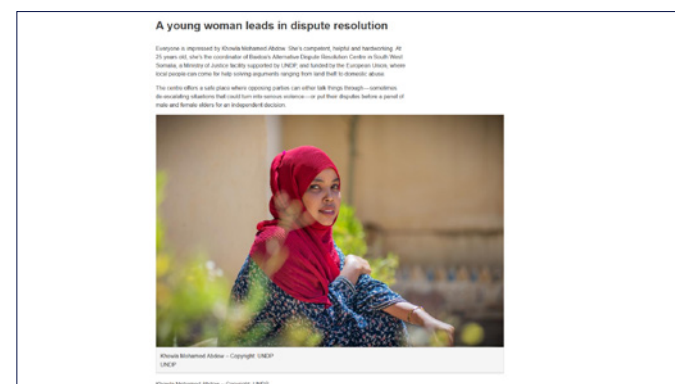 A young woman leads in dispute resolution
Everyone is impressed by Khowla Mohamed Abdow. She's competent, helpful and hardworking. At
25 years old, she's the coordinator of Baidoa's Alternative Dispute Resolution Centre in South West
Somalia, a Ministry of Justice facility supported by UNDP, and funded by the European Union, where
local people can come for help solving arguments ranging from land theft to domestic abuse.
The centre offers a safe place where opposing parties can either talk things through—sometimes
de-escalating situations that could turn into serious violence—or put their disputes before a panel of
male and female elders for an independent decision.
Khowla Mohamed Abdow – Copyright: UNDP
UNDP
Khowla Mohamed Abdow – Copyright: UNDP